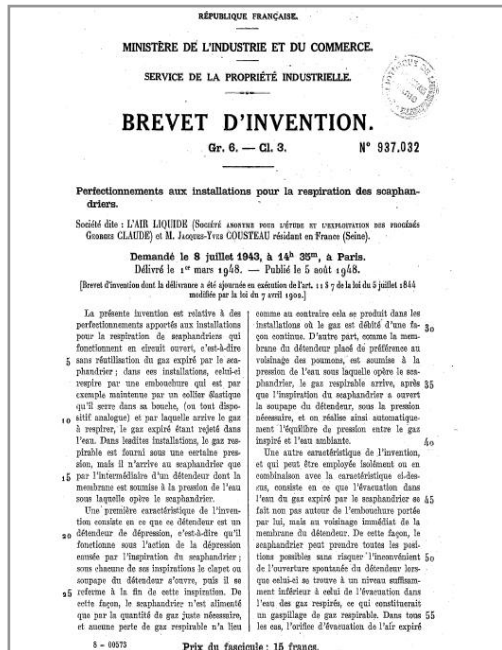 RÉPUBLIQUE FRANÇAISE.
MINISTÈRE DE L'INDUSTRIE ET DU COMMERCE.
SERVICE DE LA PROPRIÉTÉ INDUSTRIELLE.
BREVET D'INVENTION.
Gr. 6. — Cl. 3.
N° 937.032
Perfectionnements aux installations pour la respiration des scaphan-
driers.
Société dite : L'AIR LIQUIDE (Société anonyme pour l'étude et l'exploitation des procédés
Georges CLAUDE) et M. Jacques-Yves COUSTEAU résidant en France (Seine).
Demandé le 8 juillet 1943, à 14h 35m, à Paris.
Délivré le 1er mars 1948. — Publié le 5 août 1948.
[Brevet d'invention dont la délivrance a été ajournée en exécution de l'art. 11 § 7 de la loi du 5 juillet 1844
modifiée par la loi du 7 avril 1902.]
La présente invention est relative à des
perfectionnements apportés aux installations
pour la respiration de scaphandriers qui
fonctionnent en circuit ouvert, c'est-à-dire
5 sans réutilisation du gaz expiré par le sca-
phandrier ; dans ces installations, celui-ci
respire par une embouchure qui est par
exemple maintenue par un collier élastique
qu'il serre dans sa bouche, (ou tout dispo-
10 sitif analogue) et par laquelle arrive le gaz
à respirer, le gaz expiré étant rejeté dans
l'eau. Dans lesdites installations, le gaz res-
pirable est fourni sous une certaine pres-
sion, mais il n'arrive au scaphandrier que
15 par l'intermédiaire d'un détendeur dont la
membrane est soumise à la pression de l'eau
sous laquelle opère le scaphandrier.
Une première caractéristique de l'inven-
tion consiste en ce que ce détendeur est un
20 détendeur de dépression, c'est-à-dire qu'il
fonctionne sous l'action de la dépression
causée par l'inspiration du scaphandrier ;
sous chacune de ses inspirations le clapet ou
soupape du détendeur s'ouvre, puis il se
25 referme à la fin de cette inspiration. De
cette façon, le scaphandrier n'est alimenté
que par la quantité de gaz juste nécessaire,
et aucune perte de gaz respirable n'a lieu
comme au contraire cela se produit dans les
installations où le gaz est débité d'une fa- 30
çon continue. D'autre part, comme la mem-
brane du détendeur placé de préférence au
voisinage des poumons, est soumise à la
pression de l'eau sous laquelle opère le sca-
phandrier, le gaz respirable arrive, après 35
que l'inspiration du scaphandrier a ouvert
la soupape du détendeur, sous la pression
nécessaire, et on réalise ainsi automatique-
ment l'équilibre de pression entre le gaz
inspiré et l'eau ambiante. 40
Une autre caractéristique de l'invention,
et qui peut être employée isolément ou en
combinaison avec la caractéristique ci-des-
sus, consiste en ce que l'évacuation dans
l'eau du gaz expiré par le scaphandrier se 45
fait non pas autour de l'embouchure portée
par lui, mais au voisinage immédiat de la
membrane du détendeur. De cette façon, le
scaphandrier peut prendre toutes les posi-
tions possibles sans risquer l'inconvénient 50
de l'ouverture spontanée du détendeur lors-
que celui-ci se trouve à un niveau suffisam-
ment inférieur à celui de l'évacuation dans
l'eau des gaz respirés, ce qui constituerait
un gaspillage de gaz respirable. Dans tous 55
les cas, l'orifice d'évacuation de l'air expiré
8 - 00573
Prix du fascicule : 15 francs.